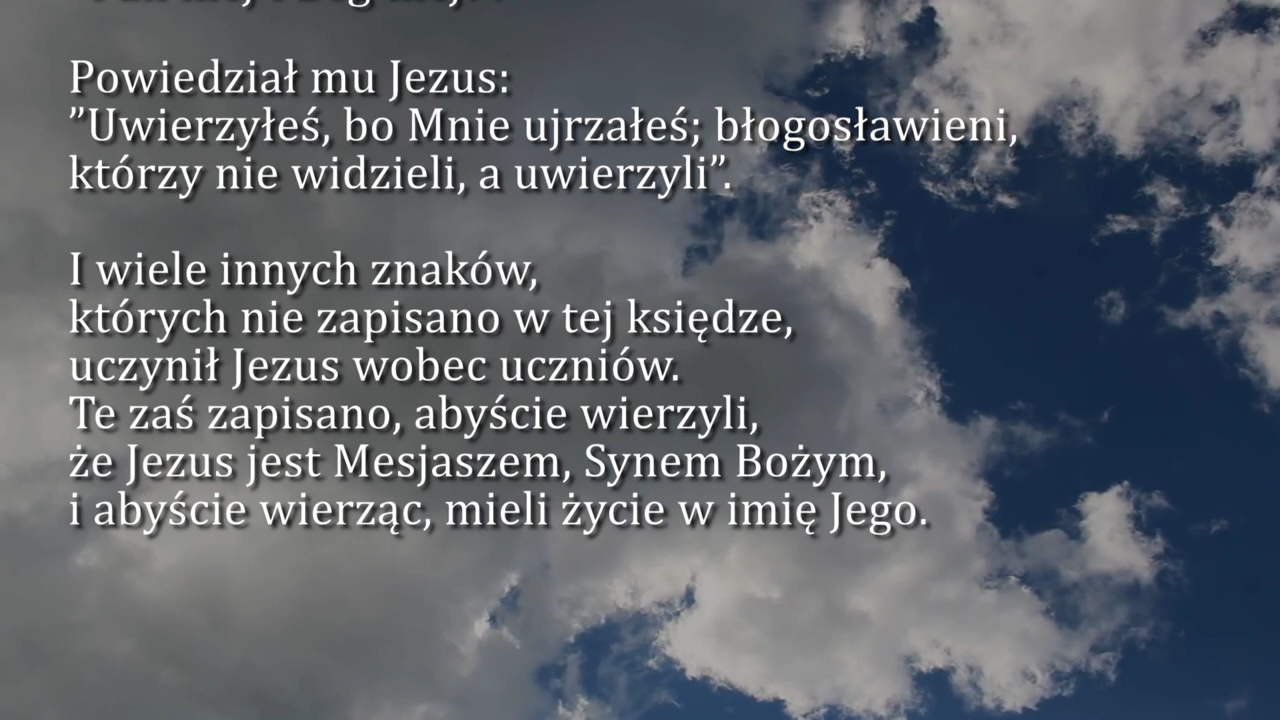 Powiedział mu Jezus:
”Uwierzyłeś, bo Mnie ujrzałeś; błogosławieni,
którzy nie widzieli, a uwierzyli”.
I wiele innych znaków,
których nie zapisano w tej księdze,
uczynił Jezus wobec uczniów.
Te zaś zapisano, abyście wierzyli,
że Jezus jest Mesjaszem, Synem Bożym,
i abyście wierząc, mieli życie w imię Jego.